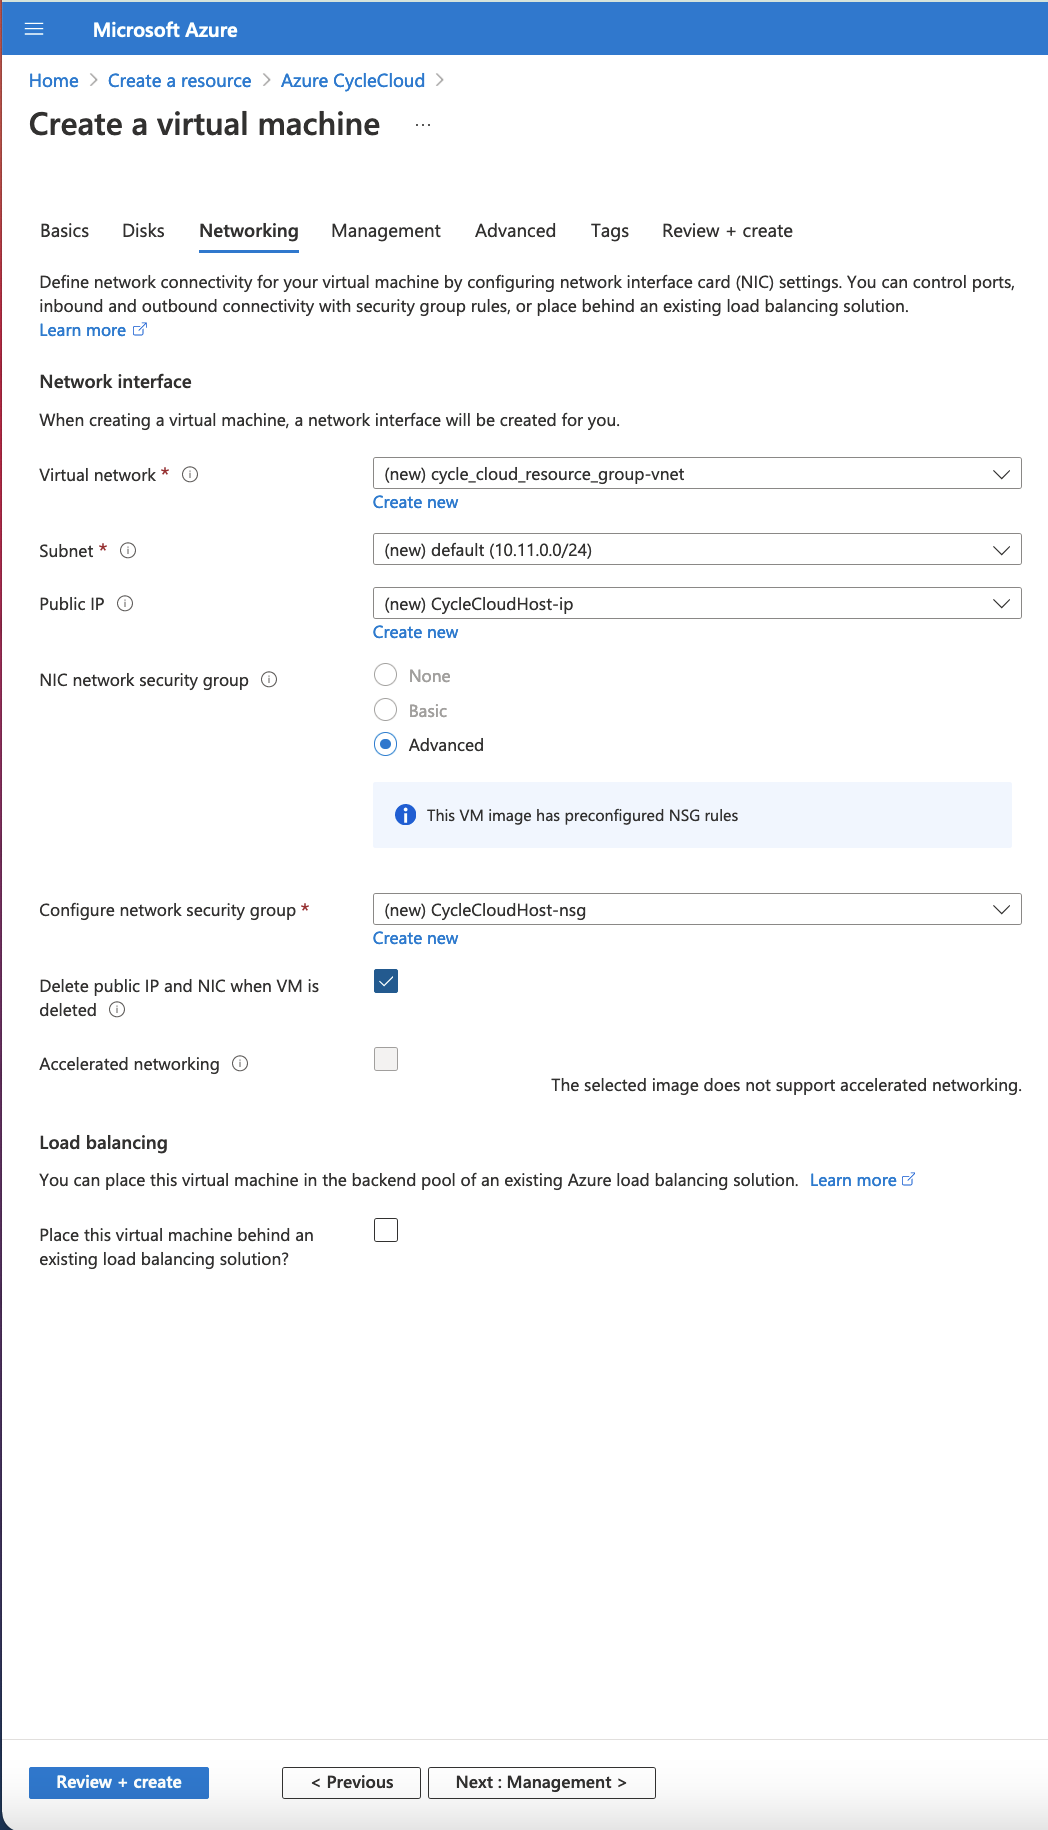 Microsoft Azure
Home > Create a resource > Azure CycleCloud >
Create a virtual machine ...
Basics Disks Networking Management Advanced Tags Review + create
Define network connectivity for your virtual machine by configuring network interface card (NIC) settings. You can control ports,
inbound and outbound connectivity with security group rules, or place behind an existing load balancing solution.
Learn more
Network interface
When creating a virtual machine, a network interface will be created for you.
Virtual network * (new) cycle_cloud_resource_group-vnet
Create new
Subnet * (new) default (10.11.0.0/24)
Public IP (new) CycleCloudHost-ip
Create new
NIC network security group None
Basic
Advanced
This VM image has preconfigured NSG rules
Configure network security group * (new) CycleCloudHost-nsg
Create new
Delete public IP and NIC when VM is
deleted
Accelerated networking
The selected image does not support accelerated networking.
Load balancing
You can place this virtual machine in the backend pool of an existing Azure load balancing solution. Learn more
Place this virtual machine behind an
existing load balancing solution?
Review + create < Previous Next : Management >